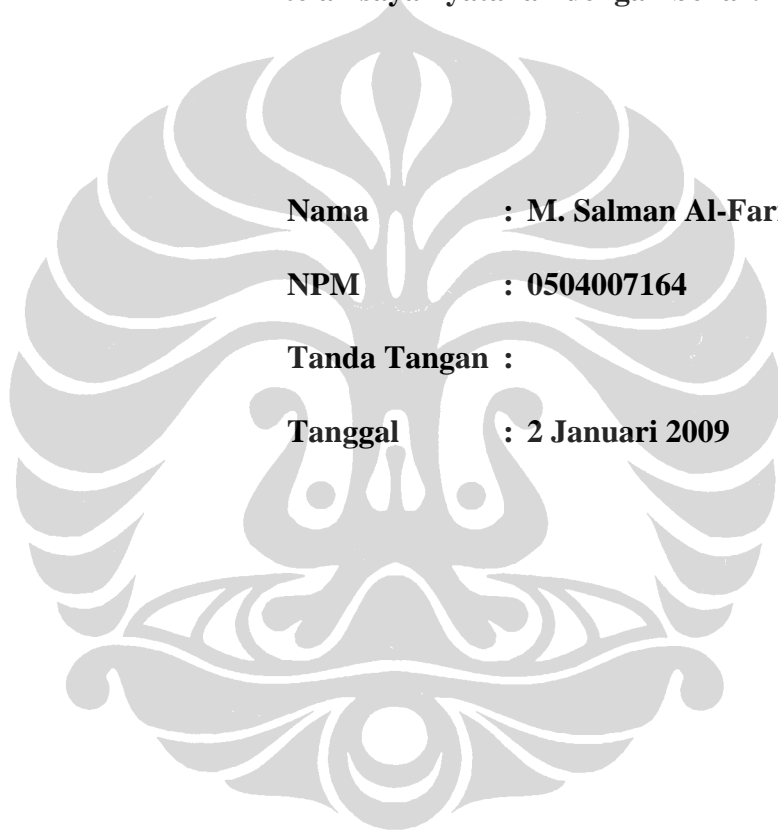 Nama : M. Salman Al-Far
NPM : 0504007164
Tanda Tangan :
Tanggal : 2 Januari 2009